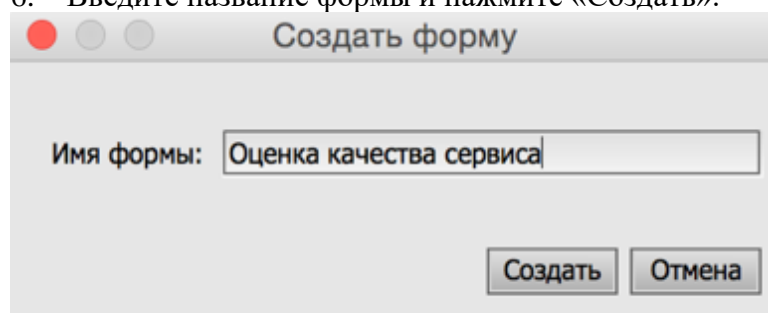 6. Введите название формы и нажмите «Создать».
Создать форму
Имя формы: Оценка качества сервиса
Создать Отмена